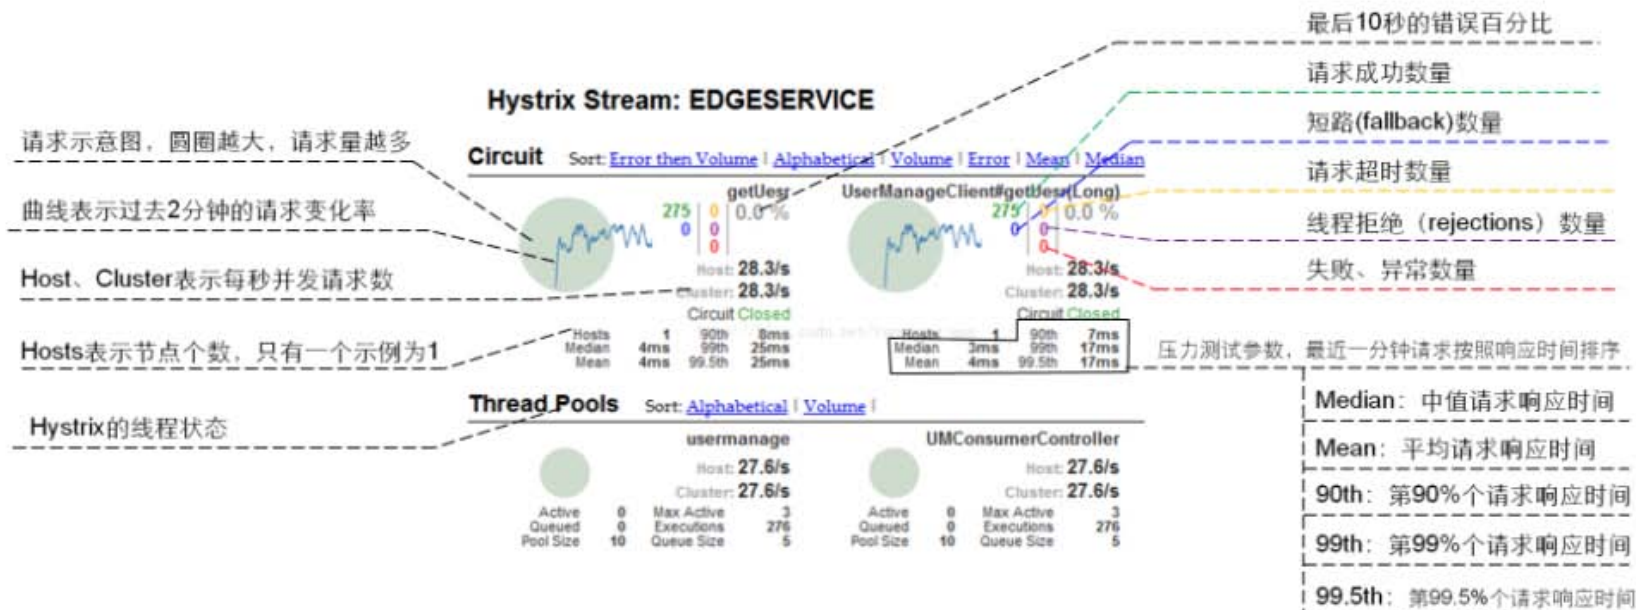 最后10秒的错误百分比
请求成功数量
短路(fallback)数量
请求超时数量
线程拒绝（rejections）数量
失败、异常数量
请求示意图，圆圈越大，请求量越多
曲线表示过去2分钟的请求变化率
Host、Cluster表示每秒并发请求数
Hosts表示节点个数，只有一个示例为1
Hystrix的线程状态
Hystrix Stream: EDGESERVICE
Circuit Sort: Error then Volume | Alphabetical | Volume | Error | Mean | Median
getUesr
275 0 0.0 %
0 0
0
Host: 28.3/s
Cluster: 28.3/s
Circuit Closed
Hosts 1 90th 8ms
Median 4ms 99th 25ms
Mean 4ms 99.5th 25ms
UserManageClient#getUesr(Long)
275 0 0.0 %
0 0
0
Host: 28.3/s
Cluster: 28.3/s
Circuit Closed
Hosts 1 90th 7ms
Median 3ms 99th 17ms
Mean 4ms 99.5th 17ms
Thread Pools Sort: Alphabetical | Volume |
usermanage
Host: 27.6/s
Cluster: 27.6/s
Active 0 Max Active 3
Queued 0 Executions 276
Pool Size 10 Queue Size 5
UMConsumerController
Host: 27.6/s
Cluster: 27.6/s
Active 0 Max Active 3
Queued 0 Executions 276
Pool Size 10 Queue Size 5
压力测试参数，最近一分钟请求按照响应时间排序
Median：中值请求响应时间
Mean：平均请求响应时间
90th：第90%个请求响应时间
99th：第99%个请求响应时间
99.5th：第99.5%个请求响应时间